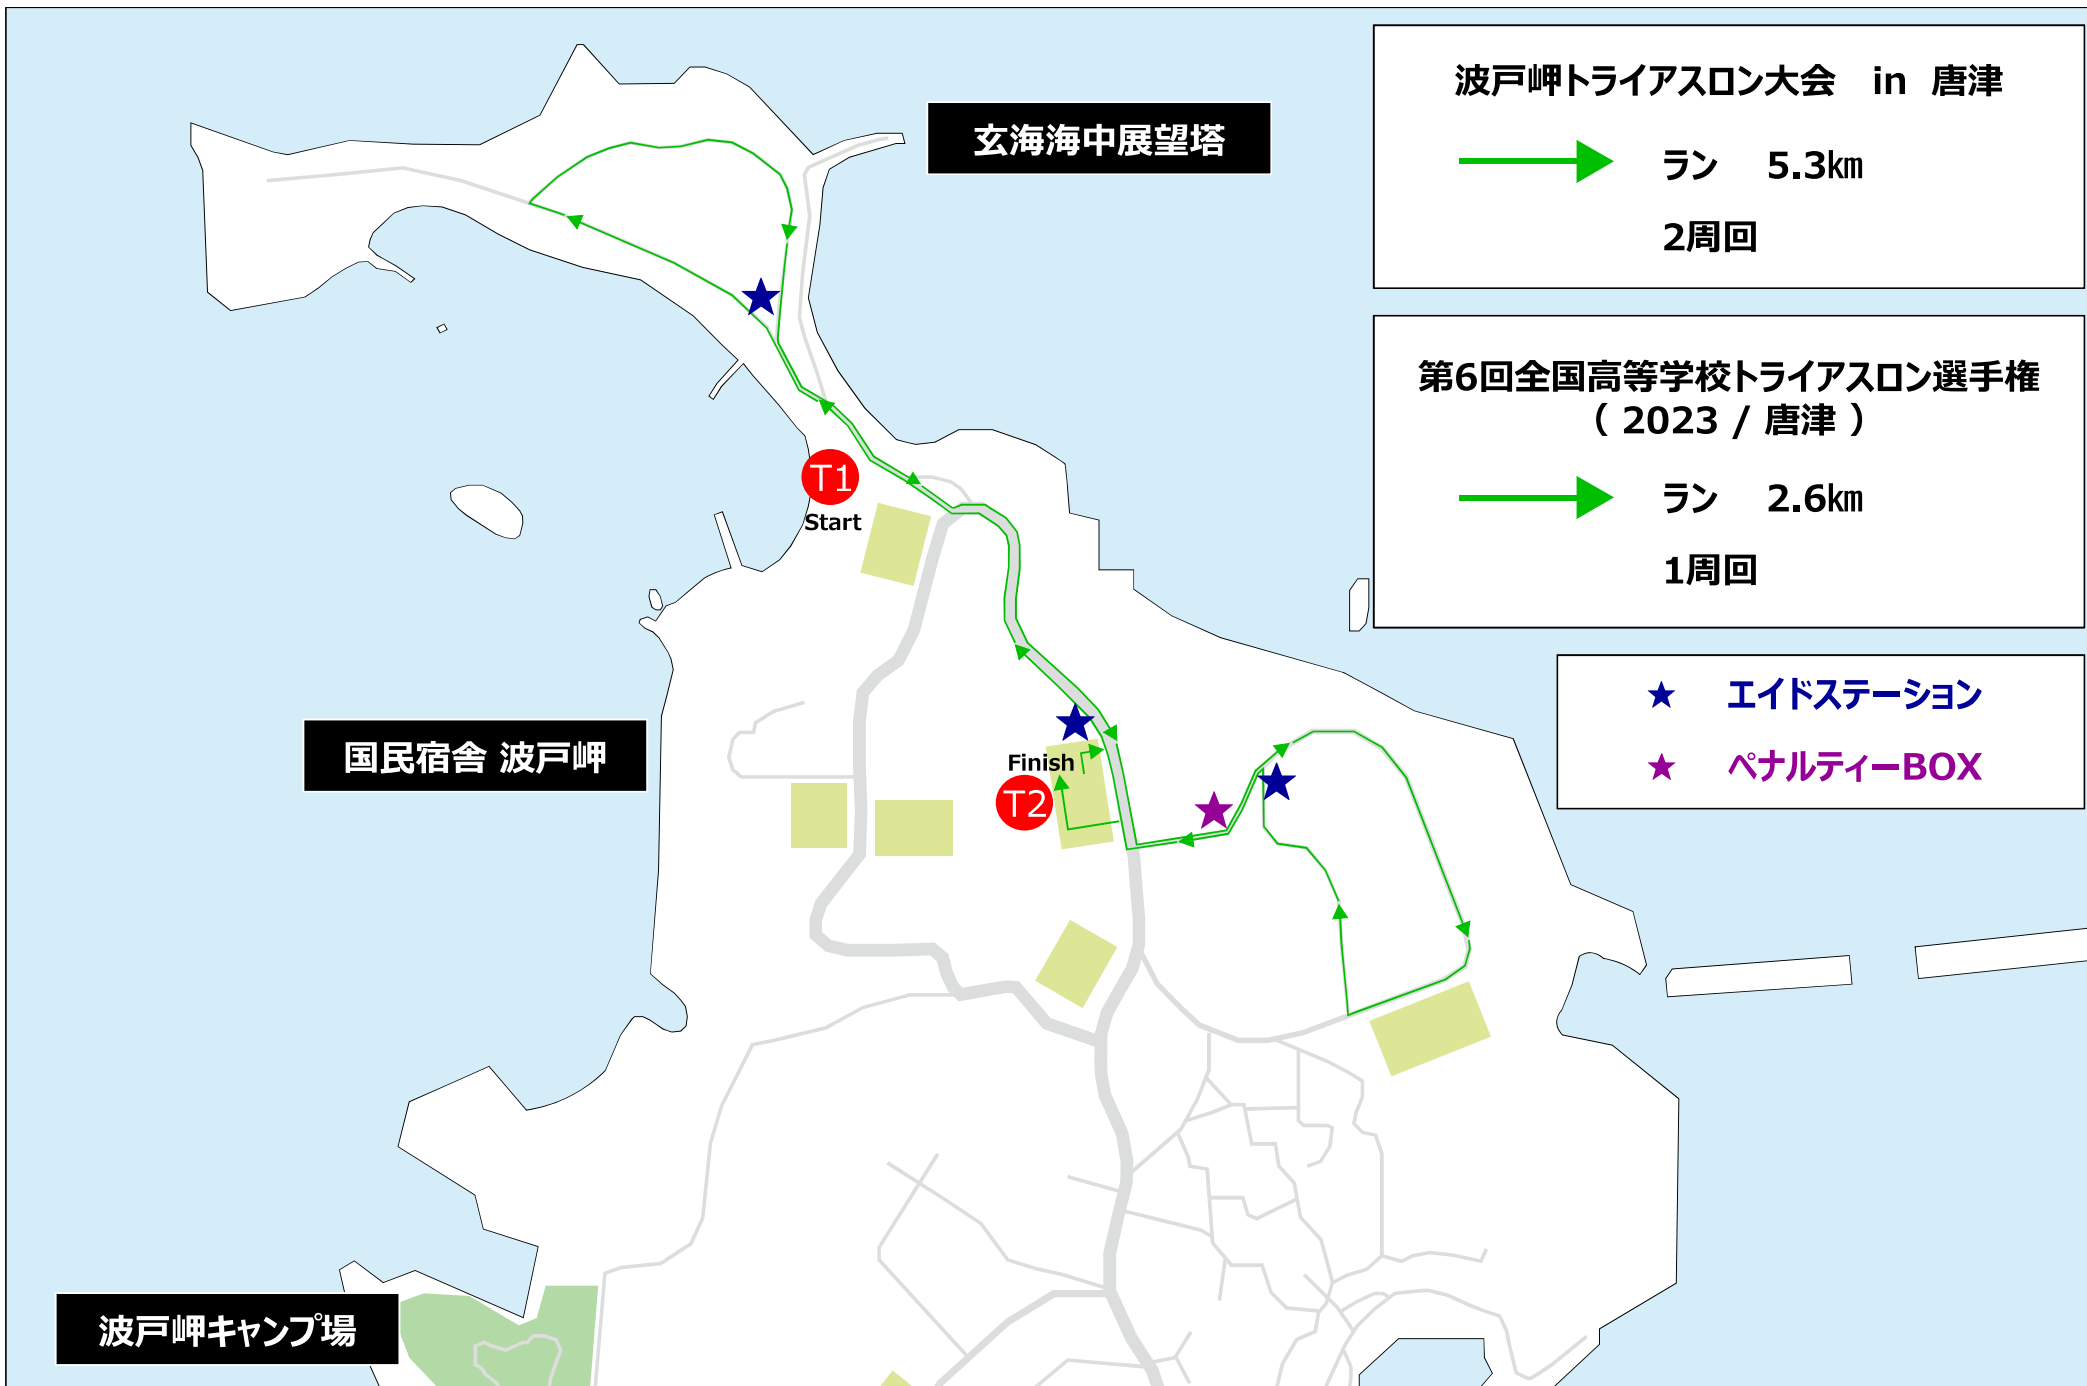 波戸岬トライアスロン大会　in　唐津
ラン　5.3㎞
2周回
玄海海中展望塔
第6回全国高等学校トライアスロン選手権
（ 2023 / 唐津 ）
ラン　2.6㎞
1周回
T1
Start
エイドステーション
ペナルティーBOX
国民宿舎 波戸岬
Finish
T2
波戸岬キャンプ場